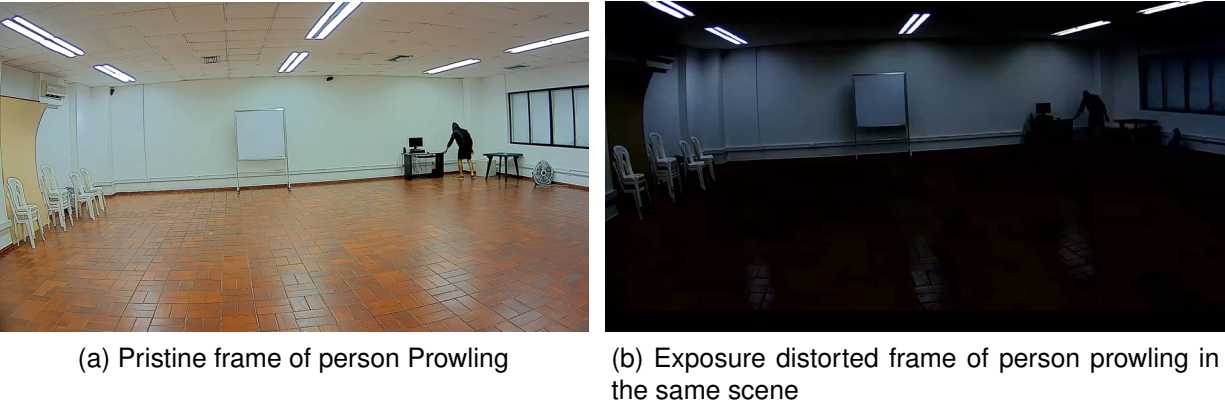 (a) Pristine frame of person Prowling
(b) Exposure distorted frame of person prowling in
the same scene